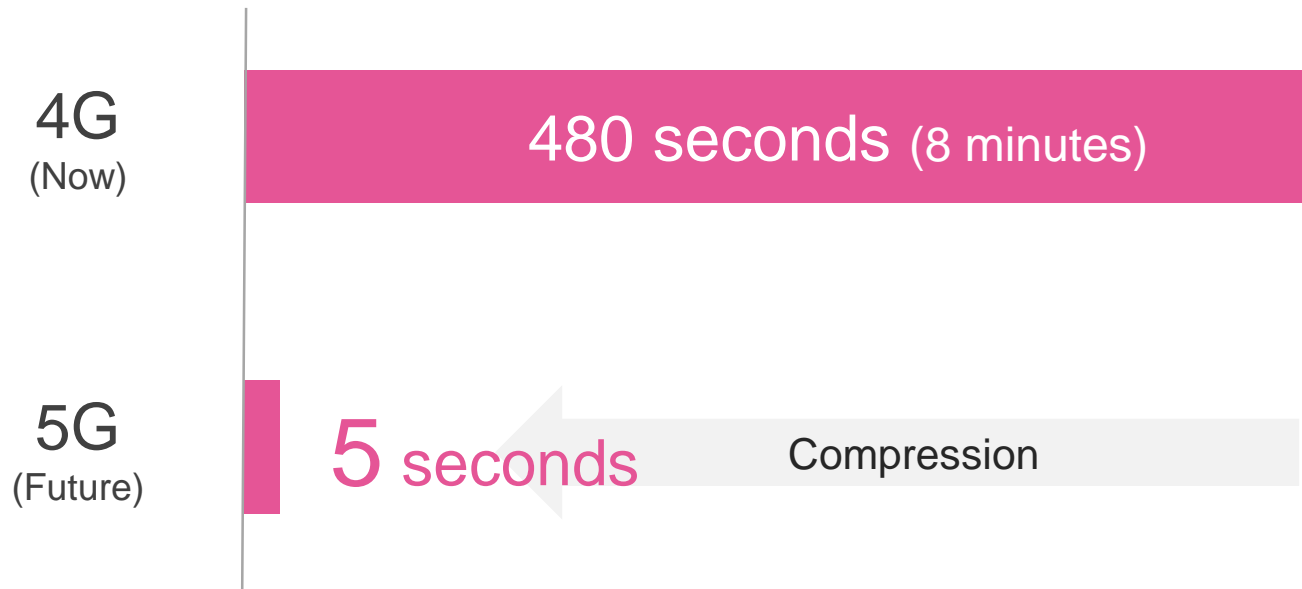 4G
(Now)
480 seconds (8 minutes)
5G
(Future)
5 seconds
Compression